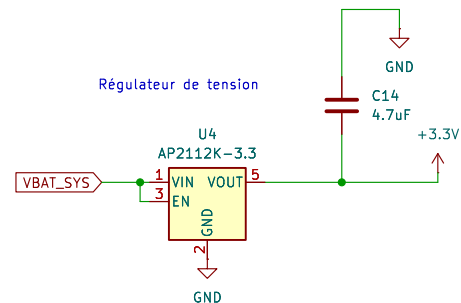 GND
Régulateur de tension
C14
4.7uF
+3.3V
U4
AP2112K-3.3
VBAT_SYS
1
VIN
VOUT
5
3
EN
GND
2
GND